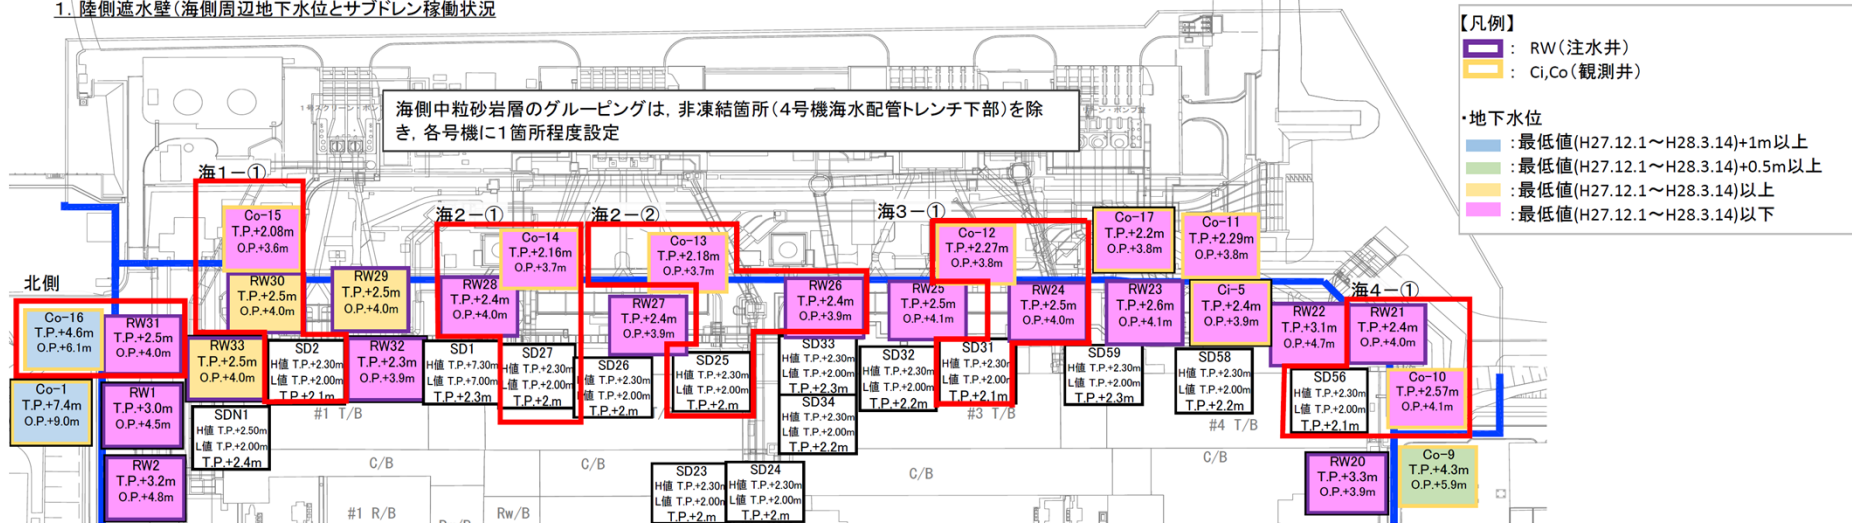 1. 陸側遮水壁(海側周辺地下水位とサブドレン稼働状況
【凡例】
: RW(注水井)
: Ci,Co(観測井)
・地下水位
:最低値(H27.12.1～H28.3.14)+1m以上
:最低値(H27.12.1～H28.3.14)+0.5m以上
:最低値(H27.12.1～H28.3.14)以上
:最低値(H27.12.1～H28.3.14)以下
海側中粒砂岩層のグルーピングは, 非凍結箇所(4号機海水配管トレンチ下部)を除
き, 各号機に1箇所程度設定
海1-①
海2-①
海2-②
海3-①
海4-①
北側
Co-15
T.P.+2.08m
O.P.+3.6m
Co-14
T.P.+2.16m
O.P.+3.7m
Co-13
T.P.+2.18m
O.P.+3.7m
Co-12
T.P.+2.27m
O.P.+3.8m
Co-17
T.P.+2.2m
O.P.+3.8m
Co-11
T.P.+2.29m
O.P.+3.8m
RW30
T.P.+2.5m
O.P.+4.0m
RW29
T.P.+2.5m
O.P.+4.0m
RW28
T.P.+2.4m
O.P.+4.0m
RW27
T.P.+2.4m
O.P.+3.9m
RW26
T.P.+2.4m
O.P.+3.9m
RW25
T.P.+2.5m
O.P.+4.1m
RW24
T.P.+2.5m
O.P.+4.0m
RW23
T.P.+2.6m
O.P.+4.1m
Ci-5
T.P.+2.4m
O.P.+3.9m
RW22
T.P.+3.1m
O.P.+4.7m
RW21
T.P.+2.4m
O.P.+4.0m
Co-16
T.P.+4.6m
O.P.+6.1m
RW31
T.P.+2.5m
O.P.+4.0m
RW33
T.P.+2.5m
O.P.+4.0m
SD2
H値 T.P.+2.30m
L値 T.P.+2.00m
T.P.+2.1m
RW32
T.P.+2.3m
O.P.+3.9m
SD1
H値 T.P.+7.30m
L値 T.P.+7.00m
T.P.+2.3m
SD27
H値 T.P.+2.30m
L値 T.P.+2.00m
T.P.+2.m
SD26
H値 T.P.+2.30m
L値 T.P.+2.00m
T.P.+2.m
SD25
H値 T.P.+2.30m
L値 T.P.+2.00m
T.P.+2.m
SD33
H値 T.P.+2.30m
L値 T.P.+2.00m
T.P.+2.3m
SD32
H値 T.P.+2.30m
L値 T.P.+2.00m
T.P.+2.2m
SD31
H値 T.P.+2.30m
L値 T.P.+2.00m
T.P.+2.1m
SD59
H値 T.P.+2.30m
L値 T.P.+2.00m
T.P.+2.3m
SD58
H値 T.P.+2.30m
L値 T.P.+2.00m
T.P.+2.2m
SD56
H値 T.P.+2.30m
L値 T.P.+2.00m
T.P.+2.1m
Co-10
T.P.+2.57m
O.P.+4.1m
Co-1
T.P.+7.4m
O.P.+9.0m
RW1
T.P.+3.0m
O.P.+4.5m
SDN1
H値 T.P.+2.50m
L値 T.P.+2.00m
T.P.+2.4m
SD34
H値 T.P.+2.30m
L値 T.P.+2.00m
T.P.+2.2m
#1 T/B
#3 T/B
#4 T/B
RW2
T.P.+3.2m
O.P.+4.8m
C/B
C/B
C/B
C/B
SD23
H値 T.P.+2.30m
L値 T.P.+2.00m
T.P.+2.m
SD24
H値 T.P.+2.30m
L値 T.P.+2.00m
T.P.+2.m
RW20
T.P.+3.3m
O.P.+3.9m
Co-9
T.P.+4.3m
O.P.+5.9m
#1 R/B
Rw/B